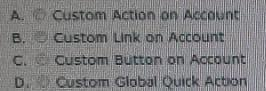 A. Custom Action on Account
B. Custom Link on Account
C. Custom Button on Account
D. Custom Global Quick Action